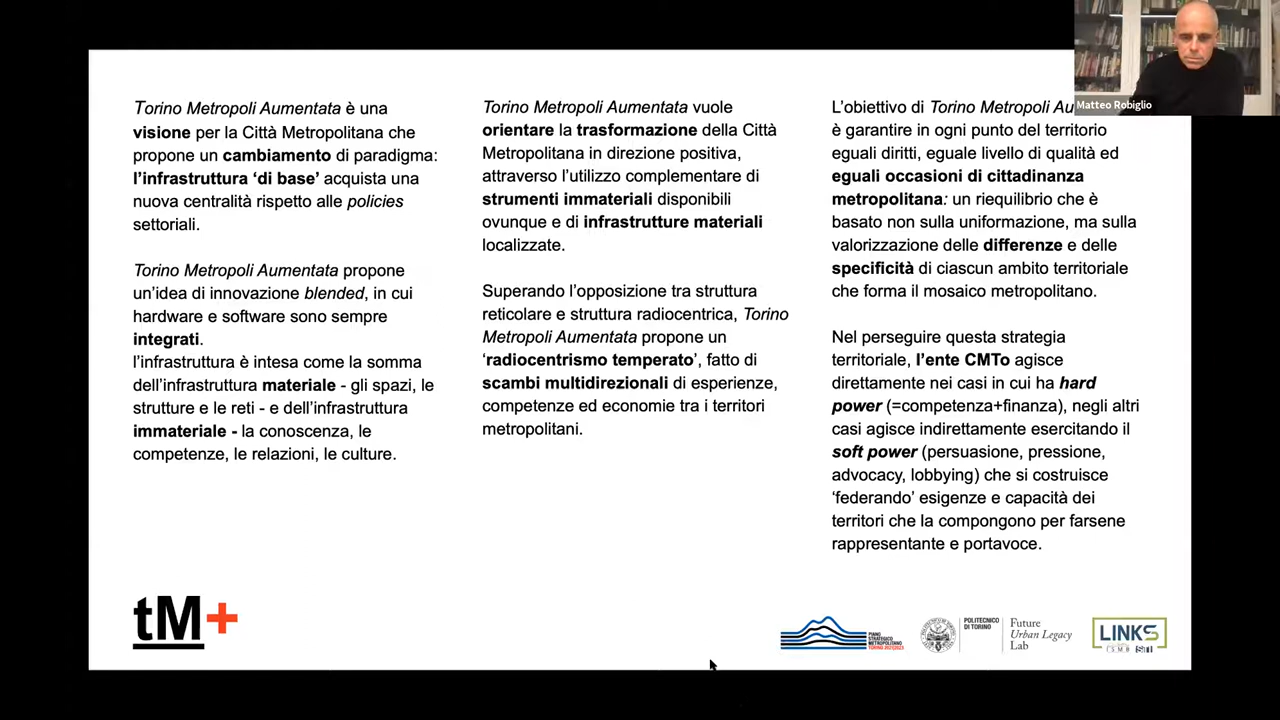 Torino Metropoli Aumentata è una
visione per la Città Metropolitana che
propone un cambiamento di paradigma:
l'infrastruttura 'di base' acquista una
nuova centralità rispetto alle policies
settoriali.
Torino Metropoli Aumentata propone
un'idea di innovazione blended, in cui
hardware e software sono sempre
integrati.
l'infrastruttura è intesa come la somma
dell'infrastruttura materiale - gli spazi, le
strutture e le reti - e dell'infrastruttura
immateriale - la conoscenza, le
competenze, le relazioni, le culture.
Torino Metropoli Aumentata vuole
orientare la trasformazione della Città
Metropolitana in direzione positiva,
attraverso l'utilizzo complementare di
strumenti immateriali disponibili
ovunque e di infrastrutture materiali
localizzate.
Superando l'opposizione tra struttura
reticolare e struttura radiocentrica, Torino
Metropoli Aumentata propone un
'radiocentrismo temperato', fatto di
scambi multidirezionali di esperienze,
competenze ed economie tra i territori
metropolitani.
L'obiettivo di Torino Metropoli Au
è garantire in ogni punto del territorio
eguali diritti, eguale livello di qualità ed
eguali occasioni di cittadinanza
metropolitana: un riequilibrio che è
basato non sulla uniformazione, ma sulla
valorizzazione delle differenze e delle
specificità di ciascun ambito territoriale
che forma il mosaico metropolitano.
Nel perseguire questa strategia
territoriale, l'ente CMTo agisce
direttamente nei casi in cui ha hard
power (=competenza+finanza), negli altri
casi agisce indirettamente esercitando il
soft power (persuasione, pressione,
advocacy, lobbying) che si costruisce
'federando' esigenze e capacità dei
territori che la compongono per farsene
rappresentante e portavoce.
Matteo Robiglio
tM+
PIANO
STRATEGICO
METROPOLITANO
TORINO 2021|2023
POLITECNICO
DI TORINO
Future
Urban Legacy
Lab
LINKS